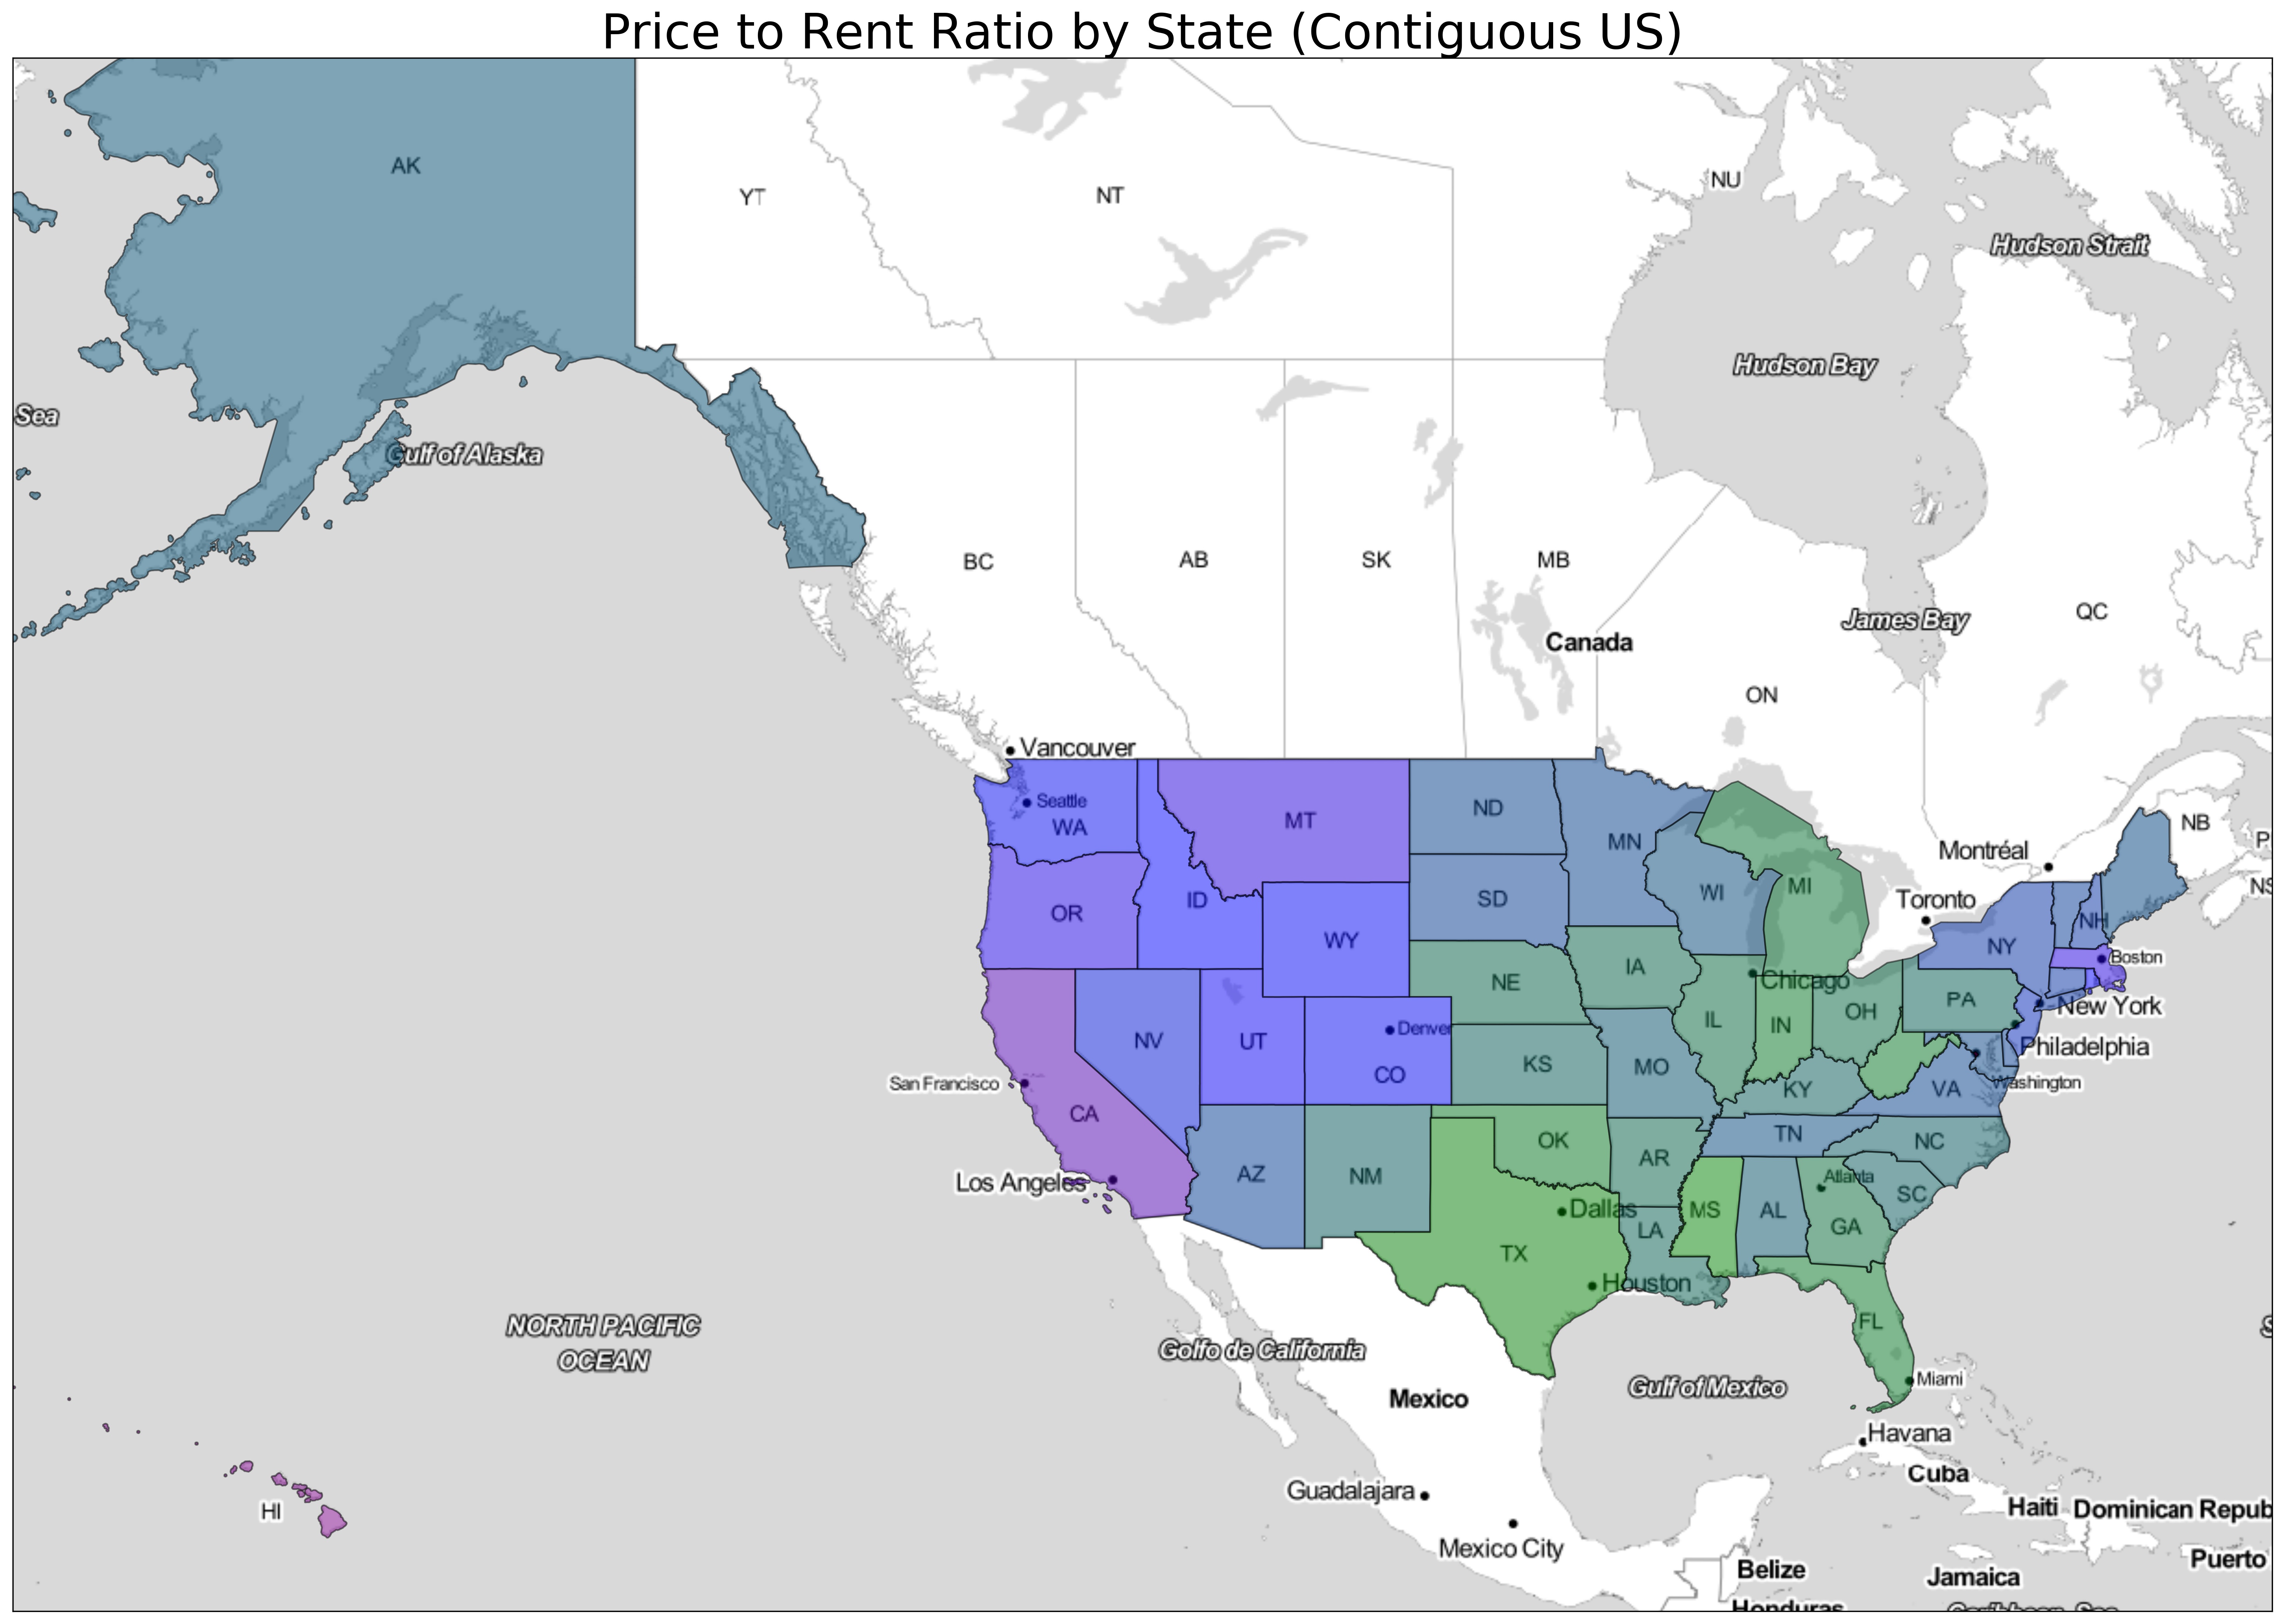 Price to Rent Ratio by State (Contiguous US)
AK
YT
NT
NU
Hudson Strait
Hudson Bay
Sea
Gulf of Alaska
BC
AB
SK
MB
James Bay
QC
Canada
ON
Vancouver
Seattle
WA
MT
ND
MN
NB
Montréal
OR
ID
SD
WI
MI
Toronto
NH
WY
NY
Boston
NE
IA
Chicago
PA
New York
NV
UT
Denver
CO
KS
MO
IL
IN
OH
Philadelphia
San Francisco
CA
KY
VA
Washington
TN
NC
OK
AR
Atlanta
Los Angeles
AZ
NM
Dallas
MS
AL
SC
LA
GA
TX
Houston
NORTH PACIFIC
OCEAN
FL
Golfo de California
Gulf of Mexico
Miami
Mexico
Havana
Cuba
HI
Guadalajara
Haiti
Dominican Repub
Mexico City
Belize
Jamaica
Puerto
Honduras
Caribbean Sea